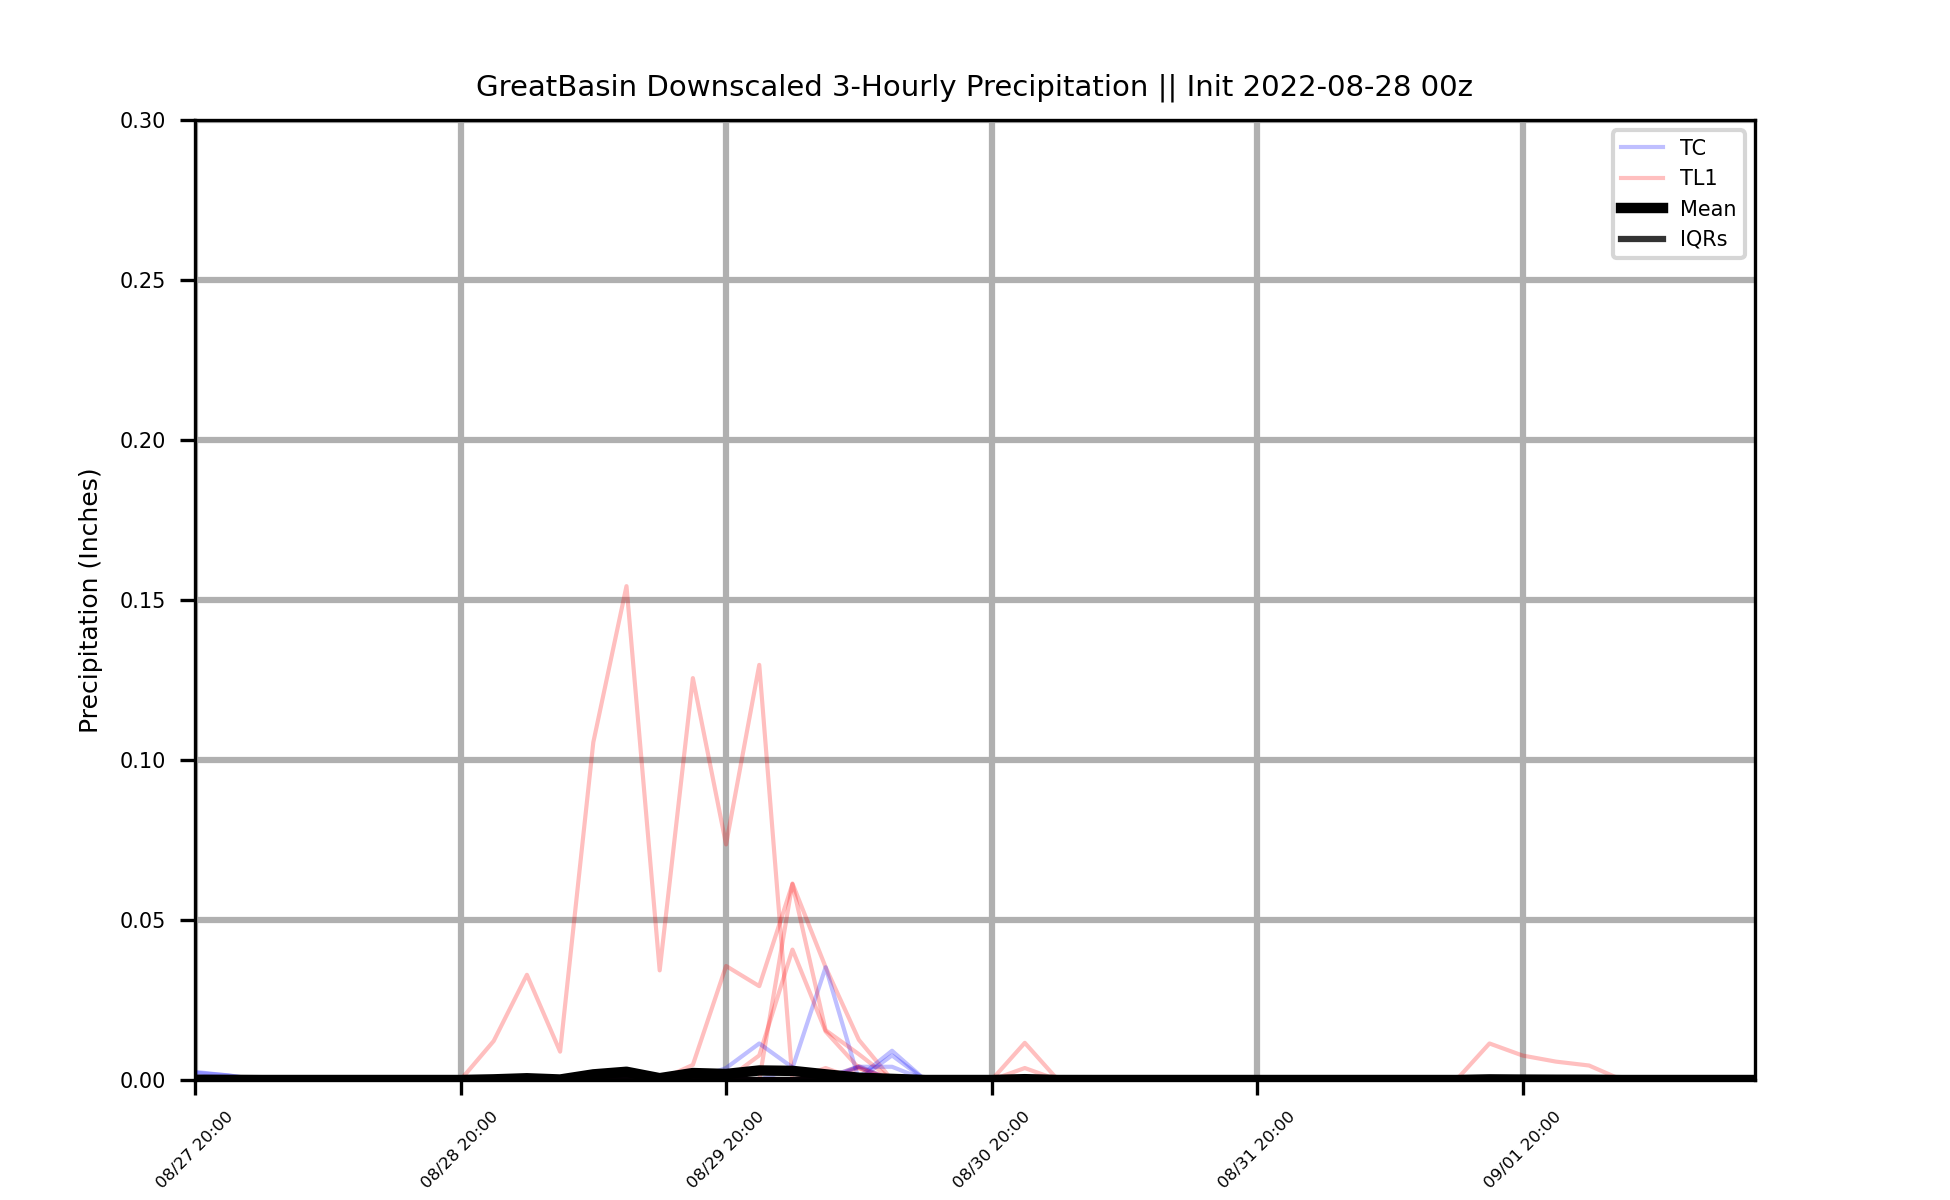 GreatBasin Downscaled 3-Hourly Precipitation || Init 2022-08-28 00z
0.30
0.25
0.20
0.15
0.10
0.05
0.00
Precipitation (Inches)
TC
TL1
Mean
IQRs
08/27 20:00
08/28 20:00
08/29 20:00
08/30 20:00
08/31 20:00
09/01 20:00